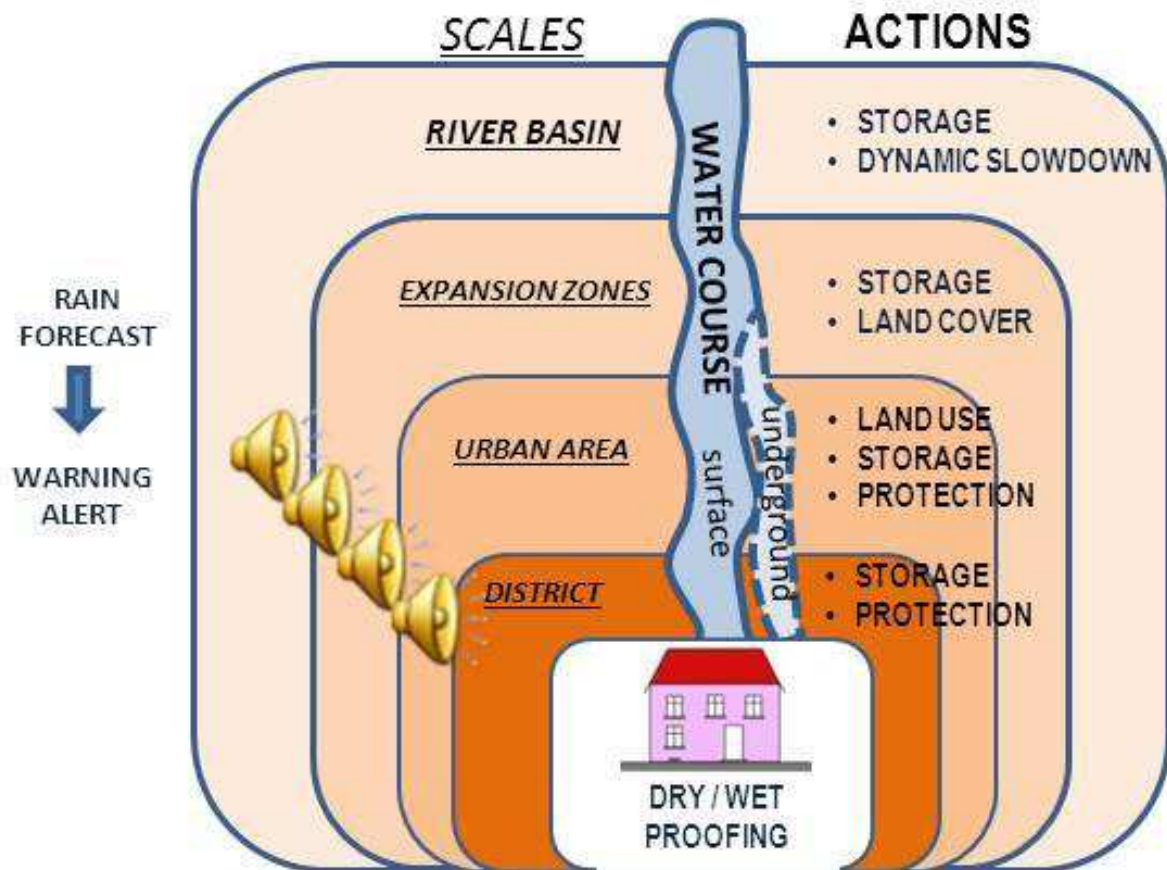 SCALES
ACTIONS
RIVER BASIN
• STORAGE
• DYNAMIC SLOWDOWN
WATER COURSE
EXPANSION ZONES
• STORAGE
• LAND COVER
RAIN
FORECAST
WARNING
ALERT
URBAN AREA
surface
underground
• LAND USE
• STORAGE
• PROTECTION
DISTRICT
• STORAGE
• PROTECTION
DRY / WET
PROOFING